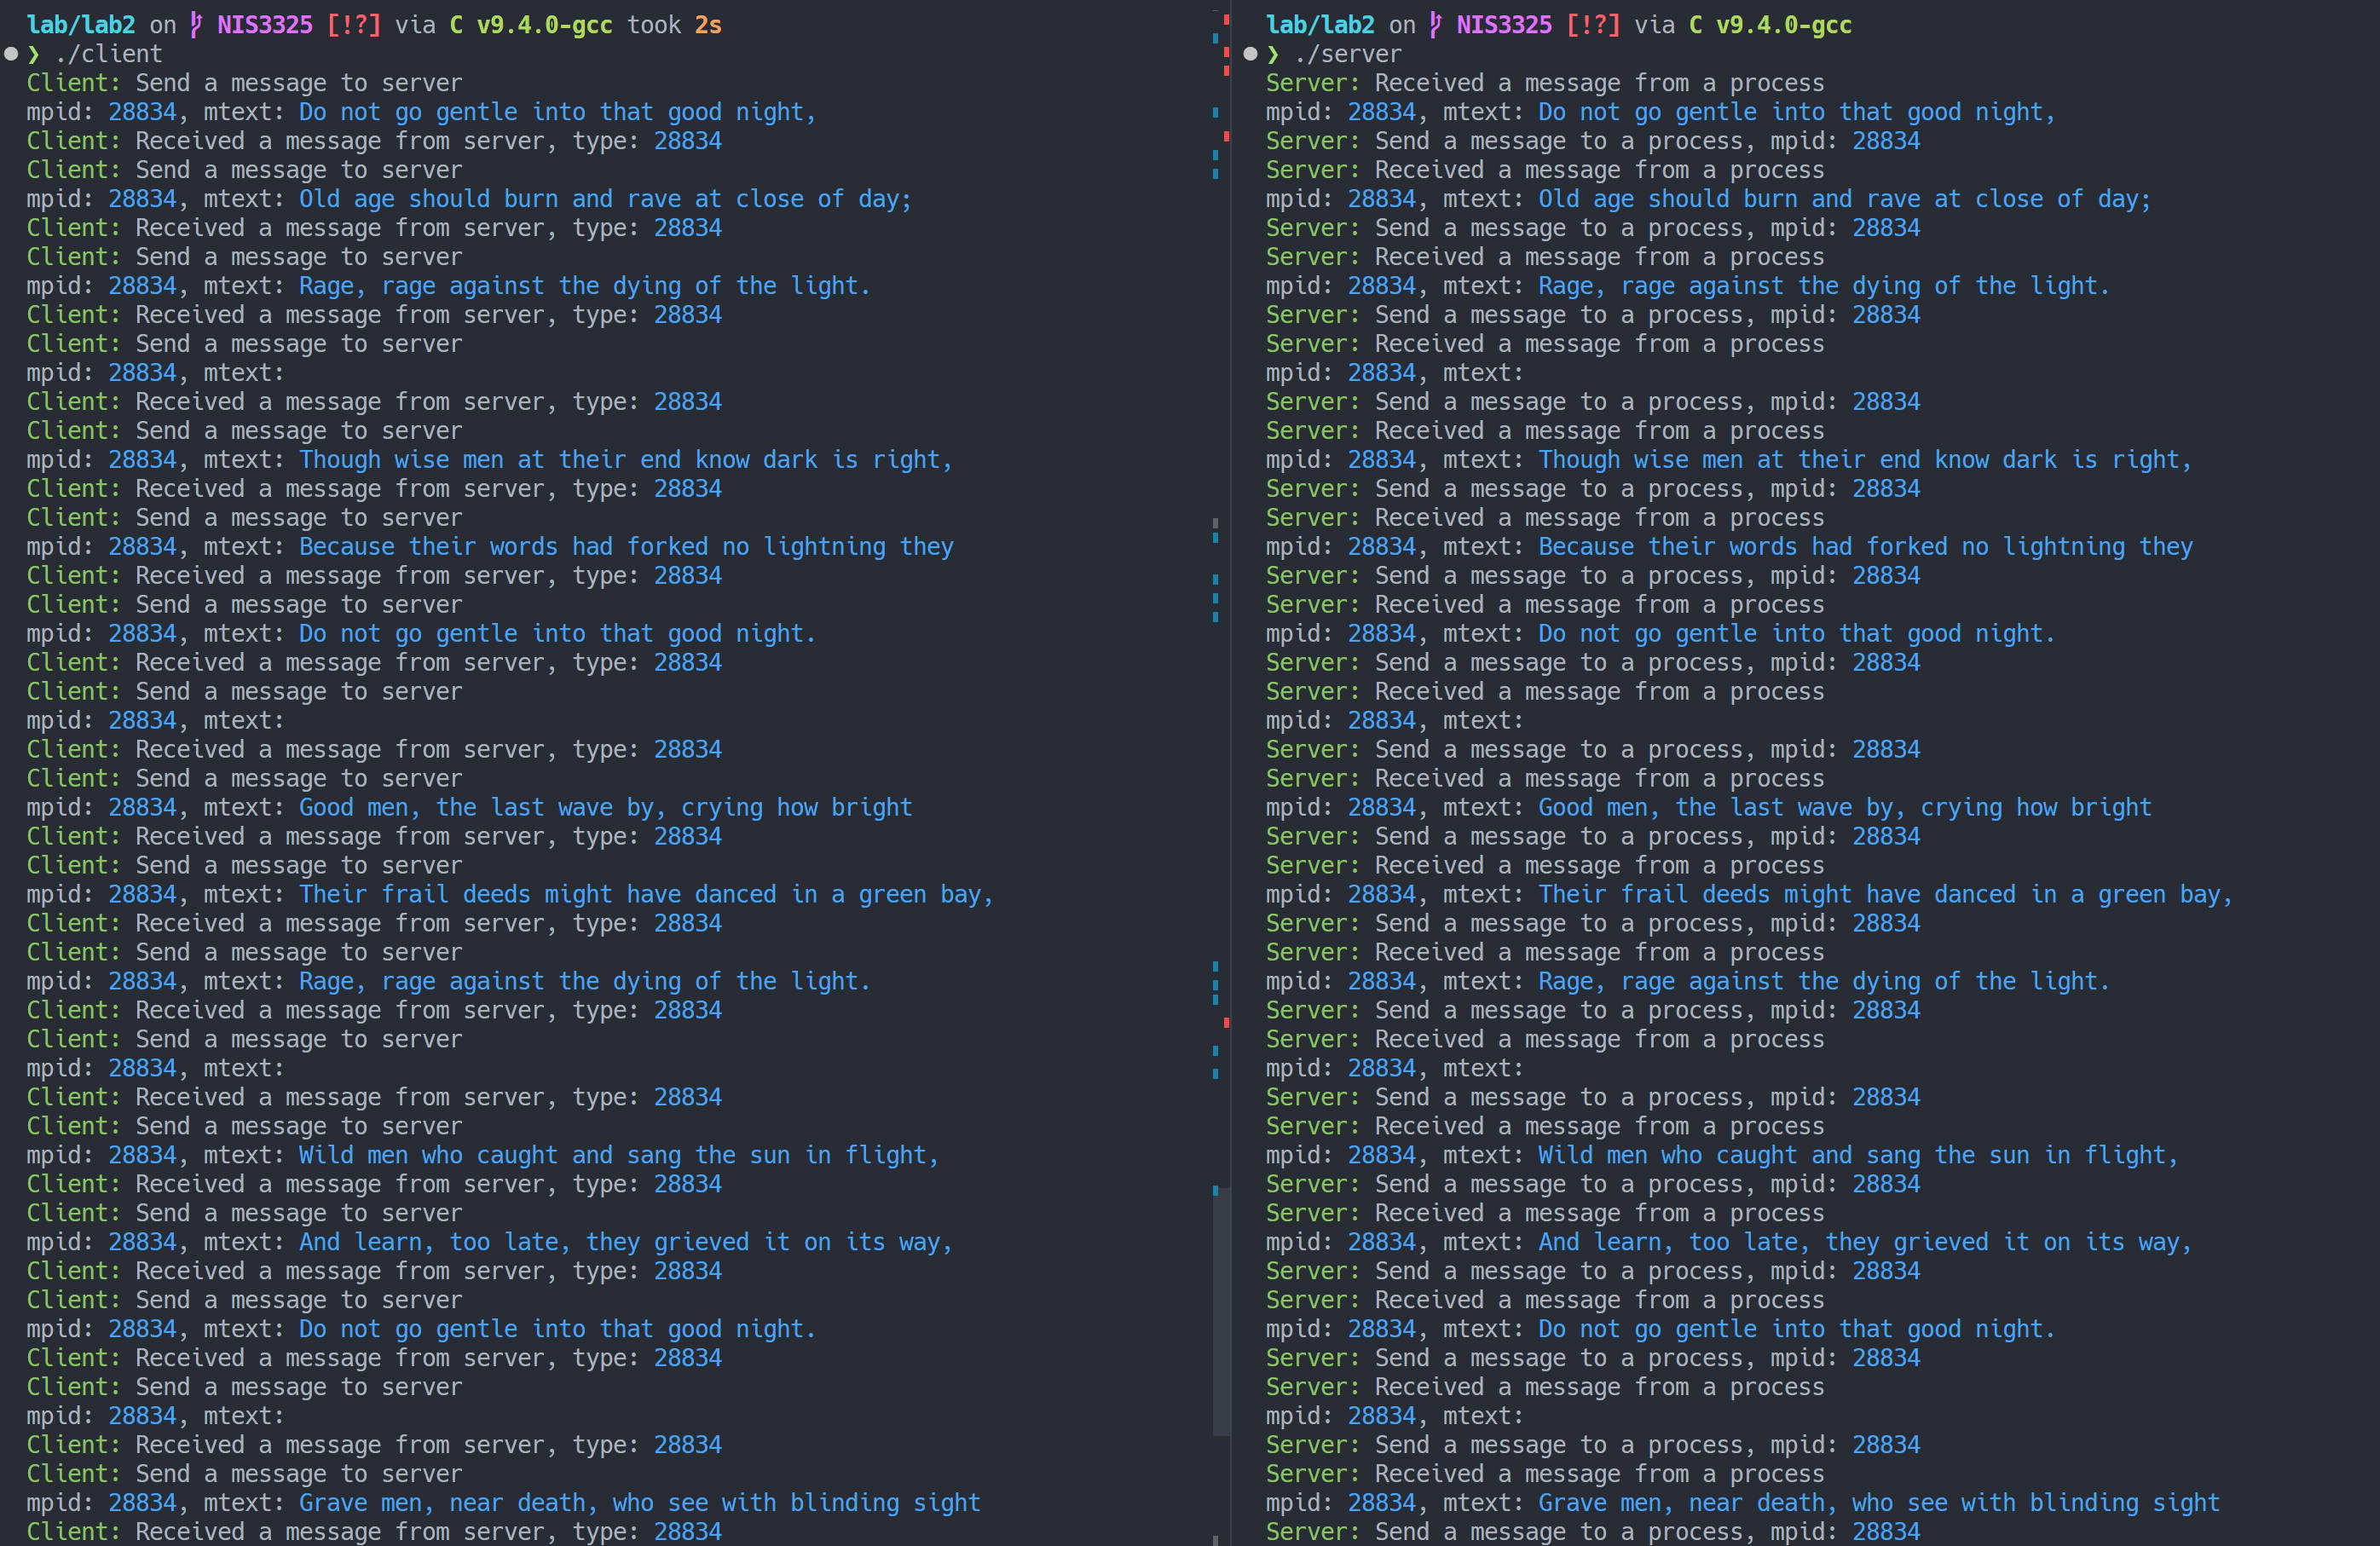 lab/lab2 on NIS3325 [!?] via C v9.4.0-gcc took 2s
❯ ./client
Client: Send a message to server
mpid: 28834, mtext: Do not go gentle into that good night,
Client: Received a message from server, type: 28834
Client: Send a message to server
mpid: 28834, mtext: Old age should burn and rave at close of day;
Client: Received a message from server, type: 28834
Client: Send a message to server
mpid: 28834, mtext: Rage, rage against the dying of the light.
Client: Received a message from server, type: 28834
Client: Send a message to server
mpid: 28834, mtext:
Client: Received a message from server, type: 28834
Client: Send a message to server
mpid: 28834, mtext: Though wise men at their end know dark is right,
Client: Received a message from server, type: 28834
Client: Send a message to server
mpid: 28834, mtext: Because their words had forked no lightning they
Client: Received a message from server, type: 28834
Client: Send a message to server
mpid: 28834, mtext: Do not go gentle into that good night.
Client: Received a message from server, type: 28834
Client: Send a message to server
mpid: 28834, mtext:
Client: Received a message from server, type: 28834
Client: Send a message to server
mpid: 28834, mtext: Good men, the last wave by, crying how bright
Client: Received a message from server, type: 28834
Client: Send a message to server
mpid: 28834, mtext: Their frail deeds might have danced in a green bay,
Client: Received a message from server, type: 28834
Client: Send a message to server
mpid: 28834, mtext: Rage, rage against the dying of the light.
Client: Received a message from server, type: 28834
Client: Send a message to server
mpid: 28834, mtext:
Client: Received a message from server, type: 28834
Client: Send a message to server
mpid: 28834, mtext: Wild men who caught and sang the sun in flight,
Client: Received a message from server, type: 28834
Client: Send a message to server
mpid: 28834, mtext: And learn, too late, they grieved it on its way,
Client: Received a message from server, type: 28834
Client: Send a message to server
mpid: 28834, mtext: Do not go gentle into that good night.
Client: Received a message from server, type: 28834
Client: Send a message to server
mpid: 28834, mtext:
Client: Received a message from server, type: 28834
Client: Send a message to server
mpid: 28834, mtext: Grave men, near death, who see with blinding sight
Client: Received a message from server, type: 28834
lab/lab2 on NIS3325 [!?] via C v9.4.0-gcc
❯ ./server
Server: Received a message from a process
mpid: 28834, mtext: Do not go gentle into that good night,
Server: Send a message to a process, mpid: 28834
Server: Received a message from a process
mpid: 28834, mtext: Old age should burn and rave at close of day;
Server: Send a message to a process, mpid: 28834
Server: Received a message from a process
mpid: 28834, mtext: Rage, rage against the dying of the light.
Server: Send a message to a process, mpid: 28834
Server: Received a message from a process
mpid: 28834, mtext:
Server: Send a message to a process, mpid: 28834
Server: Received a message from a process
mpid: 28834, mtext: Though wise men at their end know dark is right,
Server: Send a message to a process, mpid: 28834
Server: Received a message from a process
mpid: 28834, mtext: Because their words had forked no lightning they
Server: Send a message to a process, mpid: 28834
Server: Received a message from a process
mpid: 28834, mtext: Do not go gentle into that good night.
Server: Send a message to a process, mpid: 28834
Server: Received a message from a process
mpid: 28834, mtext:
Server: Send a message to a process, mpid: 28834
Server: Received a message from a process
mpid: 28834, mtext: Good men, the last wave by, crying how bright
Server: Send a message to a process, mpid: 28834
Server: Received a message from a process
mpid: 28834, mtext: Their frail deeds might have danced in a green bay,
Server: Send a message to a process, mpid: 28834
Server: Received a message from a process
mpid: 28834, mtext: Rage, rage against the dying of the light.
Server: Send a message to a process, mpid: 28834
Server: Received a message from a process
mpid: 28834, mtext:
Server: Send a message to a process, mpid: 28834
Server: Received a message from a process
mpid: 28834, mtext: Wild men who caught and sang the sun in flight,
Server: Send a message to a process, mpid: 28834
Server: Received a message from a process
mpid: 28834, mtext: And learn, too late, they grieved it on its way,
Server: Send a message to a process, mpid: 28834
Server: Received a message from a process
mpid: 28834, mtext: Do not go gentle into that good night.
Server: Send a message to a process, mpid: 28834
Server: Received a message from a process
mpid: 28834, mtext:
Server: Send a message to a process, mpid: 28834
Server: Received a message from a process
mpid: 28834, mtext: Grave men, near death, who see with blinding sight
Server: Send a message to a process, mpid: 28834